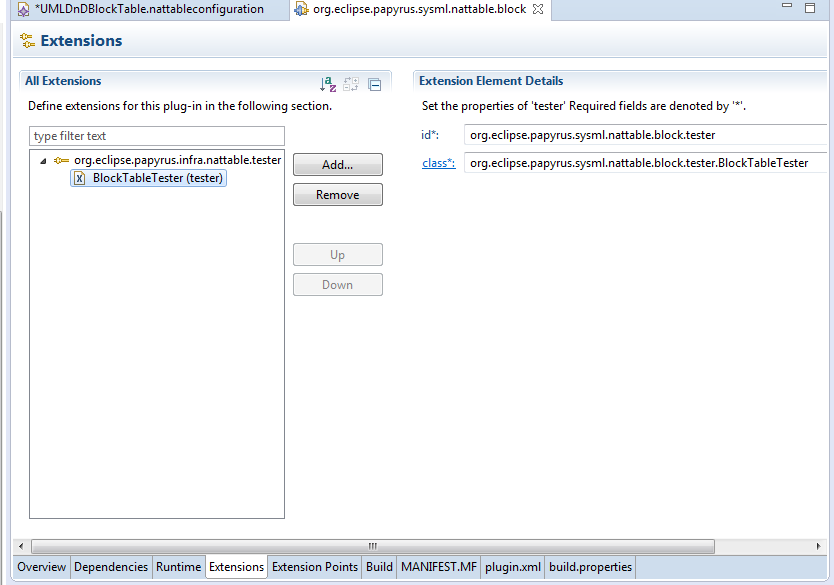 *UMLDnDBlockTable.nattableconfiguration
org.eclipse.papyrus.sysml.nattable.block
Extensions
All Extensions
Define extensions for this plug-in in the following section.
type filter text
org.eclipse.papyrus.infra.nattable.tester
BlockTableTester (tester)
Add...
Remove
Up
Down
Extension Element Details
Set the properties of 'tester' Required fields are denoted by '*'.
id*: org.eclipse.papyrus.sysml.nattable.block.tester
class*: org.eclipse.papyrus.sysml.nattable.block.tester.BlockTableTester
Overview Dependencies Runtime Extensions Extension Points Build MANIFEST.MF plugin.xml build.properties